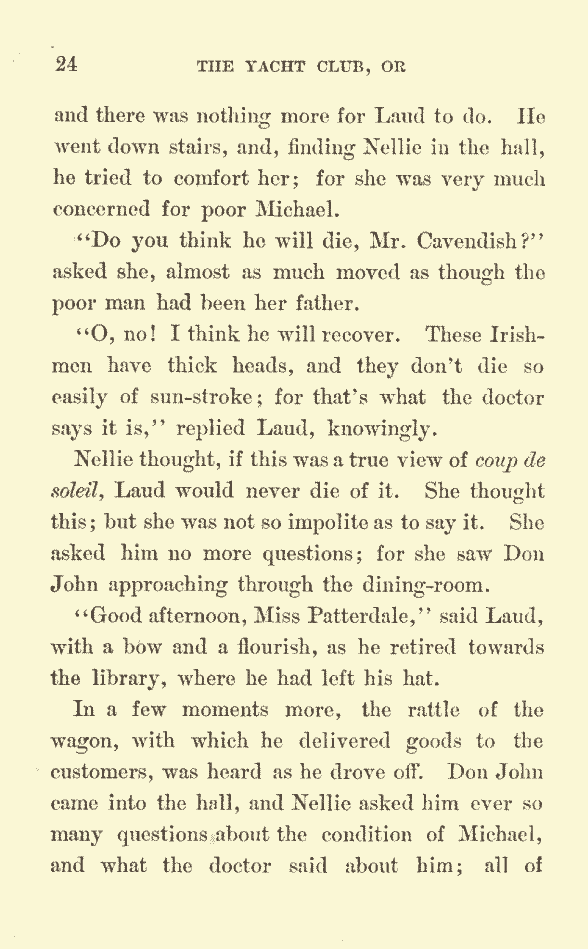 24 THE YACHT CLUB, OR
and there was nothing more for Laud to do. He
went down stairs, and, finding Nellie in the hall,
he tried to comfort her; for she was very much
concerned for poor Michael.
"Do you think he will die, Mr. Cavendish?"
asked she, almost as much moved as though the
poor man had been her father.
"O, no! I think he will recover. These Irish-
men have thick heads, and they don't die so
easily of sun-stroke; for that's what the doctor
says it is," replied Laud, knowingly.
Nellie thought, if this was a true view of coup de
soleil, Laud would never die of it. She thought
this; but she was not so impolite as to say it. She
asked him no more questions; for she saw Don
John approaching through the dining-room.
"Good afternoon, Miss Patterdale," said Laud,
with a bow and a flourish, as he retired towards
the library, where he had left his hat.
In a few moments more, the rattle of the
wagon, with which he delivered goods to the
customers, was heard as he drove off. Don John
came into the hall, and Nellie asked him ever so
many questions about the condition of Michael,
and what the doctor said about him; all of